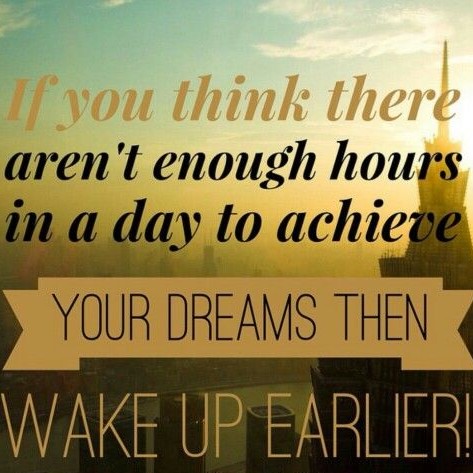 If you think there
aren't enough hours
in a day to achieve
YOUR DREAMS THEN
WAKE UP EARLIER!